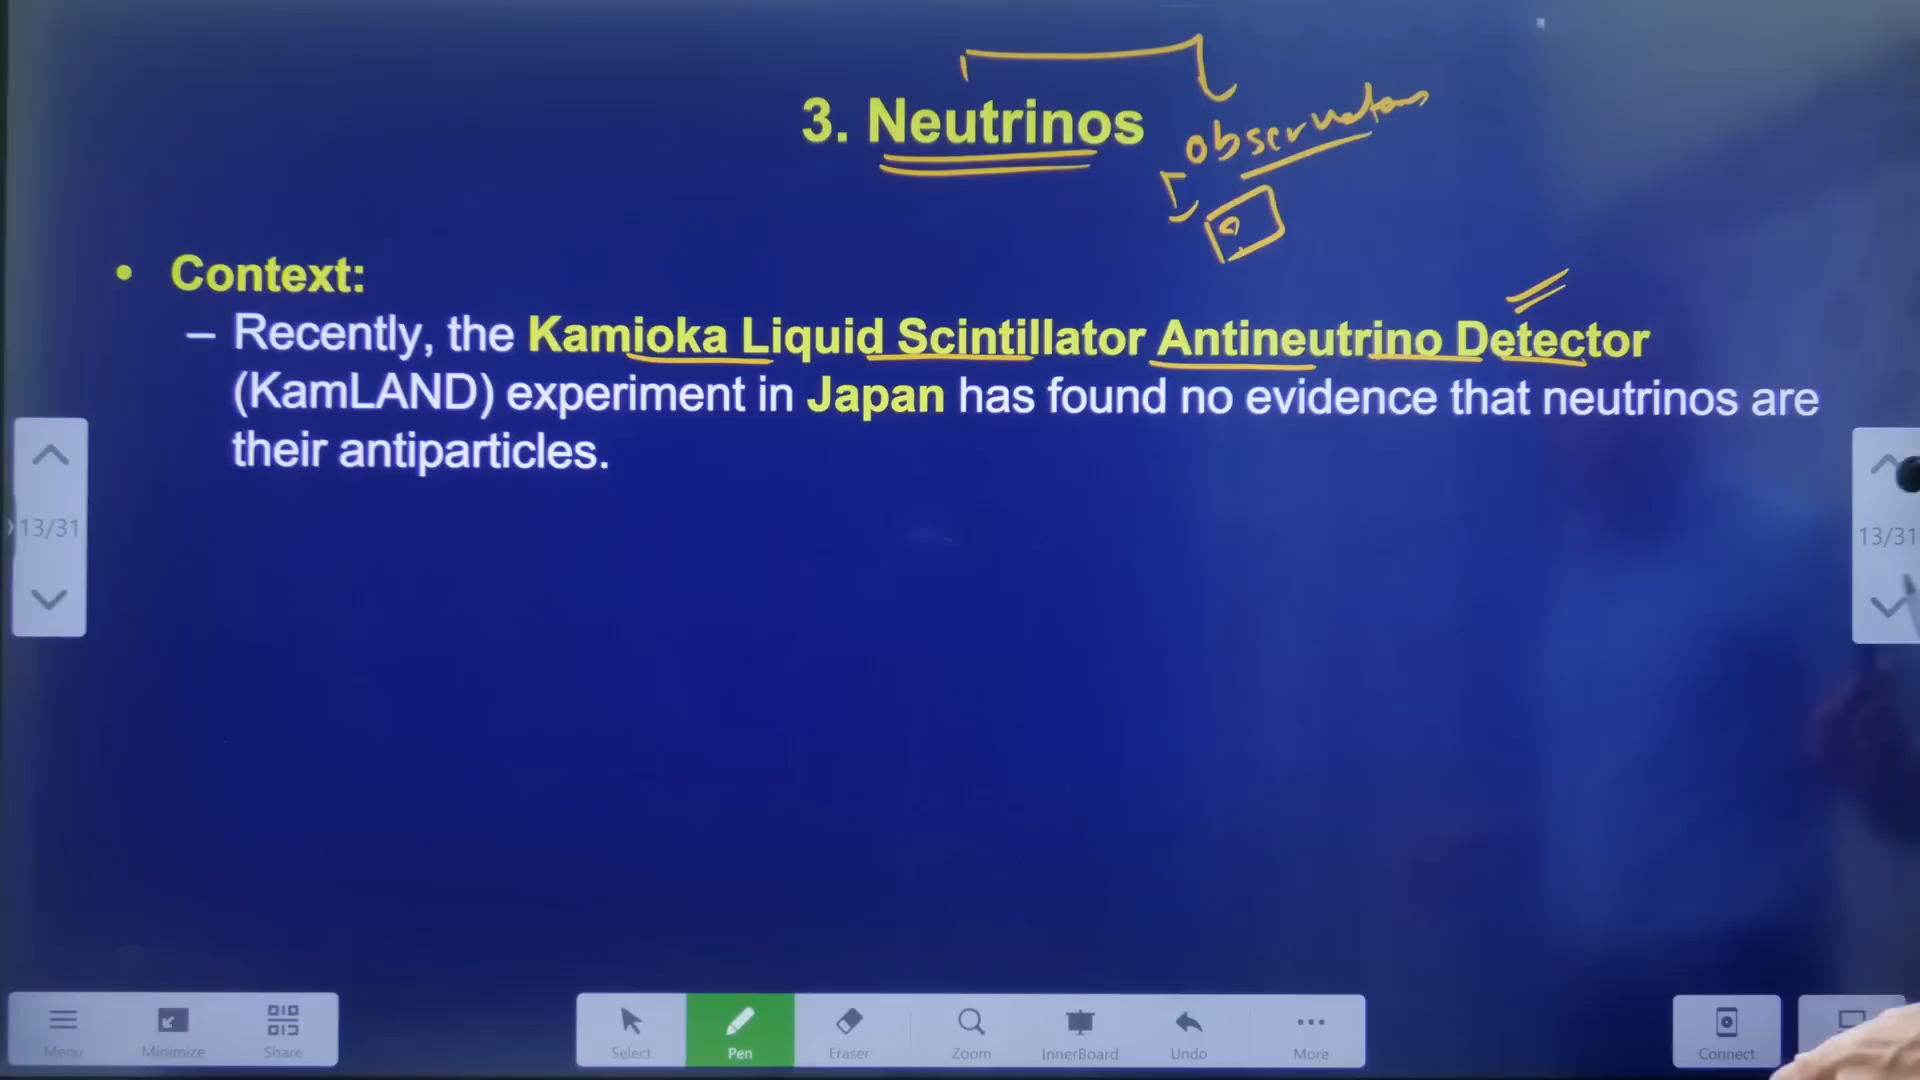 3. Neutrinos
observatory
• Context:
– Recently, the Kamioka Liquid Scintillator Antineutrino Detector
(KamLAND) experiment in Japan has found no evidence that neutrinos are
their antiparticles.
13/31
13/31
Menu
Minimize
Share
Select
Pen
Eraser
Zoom
InnerBoard
Undo
More
Connect